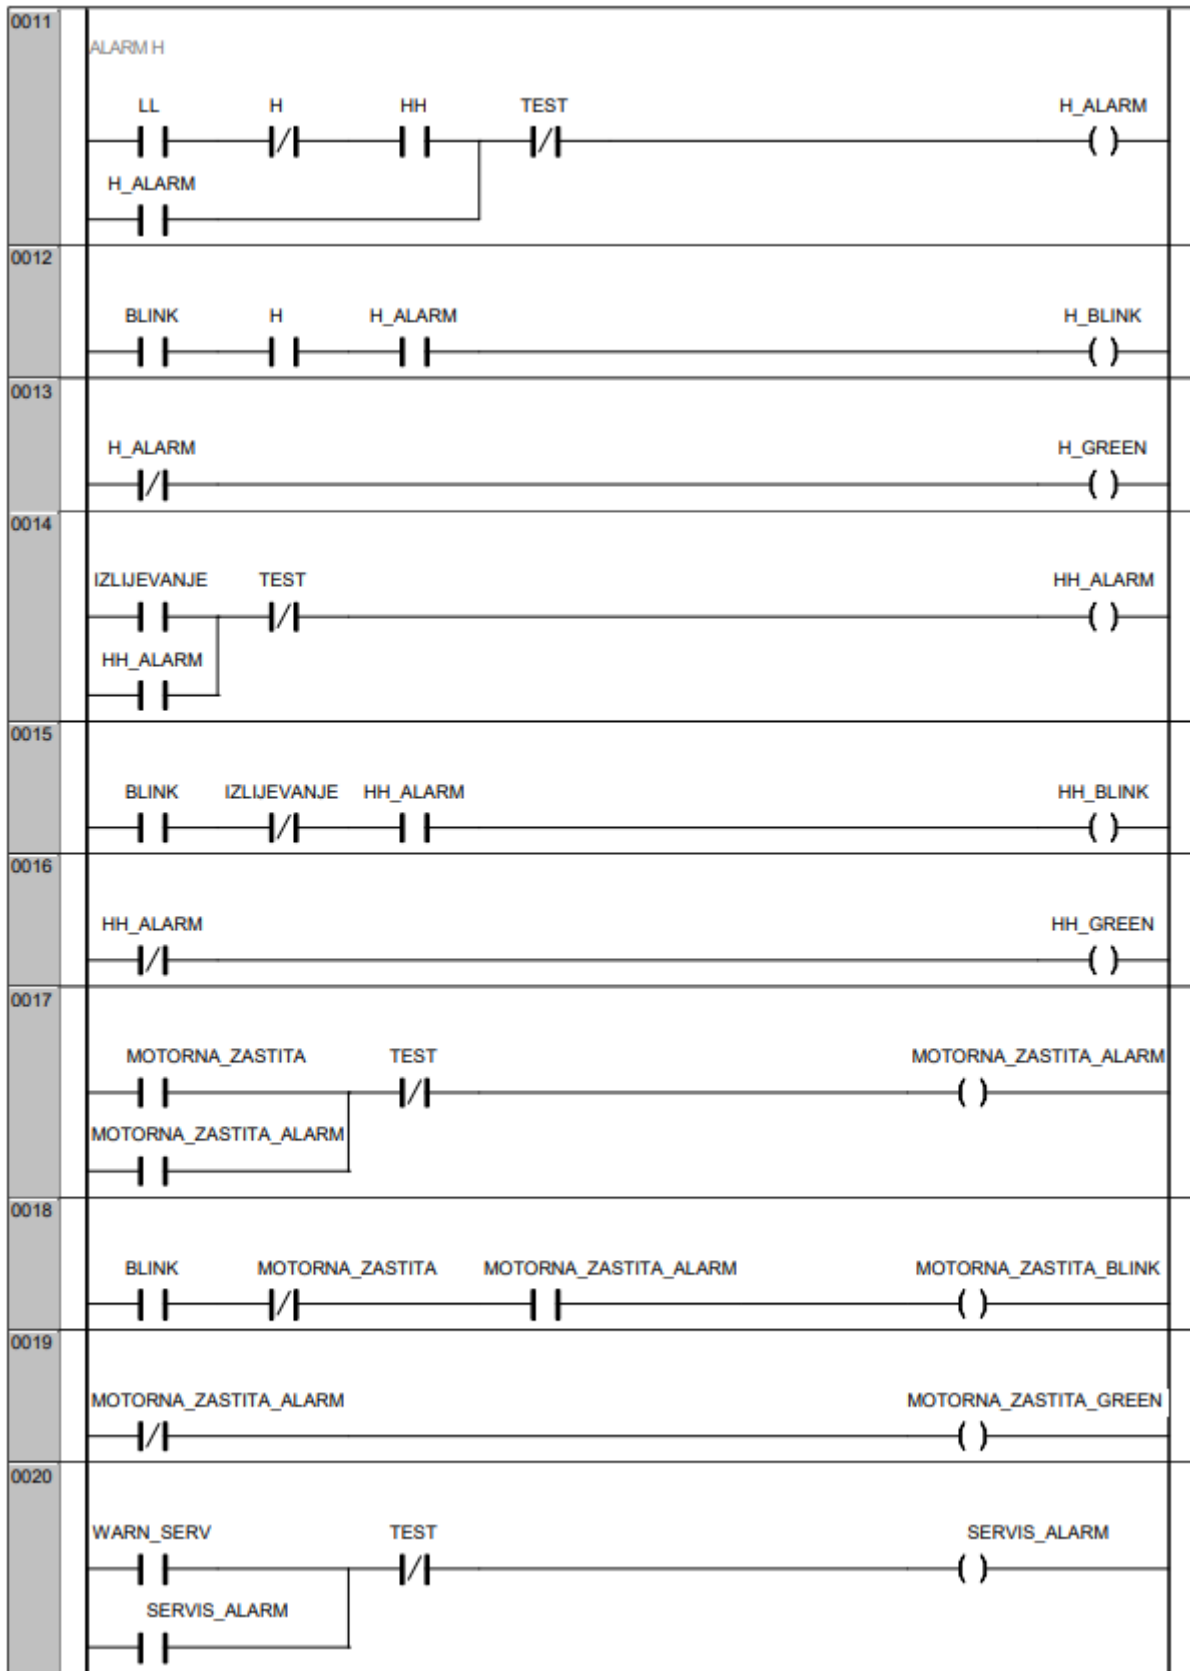 0011
ALARM H
LL H HH TEST H_ALARM
H_ALARM
0012
BLINK H H_ALARM H_BLINK
0013
H_ALARM H_GREEN
0014
IZLIJEVANJE TEST HH_ALARM
HH_ALARM
0015
BLINK IZLIJEVANJE HH_ALARM HH_BLINK
0016
HH_ALARM HH_GREEN
0017
MOTORNA_ZASTITA TEST MOTORNA_ZASTITA_ALARM
MOTORNA_ZASTITA_ALARM
0018
BLINK MOTORNA_ZASTITA MOTORNA_ZASTITA_ALARM MOTORNA_ZASTITA_BLINK
0019
MOTORNA_ZASTITA_ALARM MOTORNA_ZASTITA_GREEN
0020
WARN_SERV TEST SERVIS_ALARM
SERVIS_ALARM